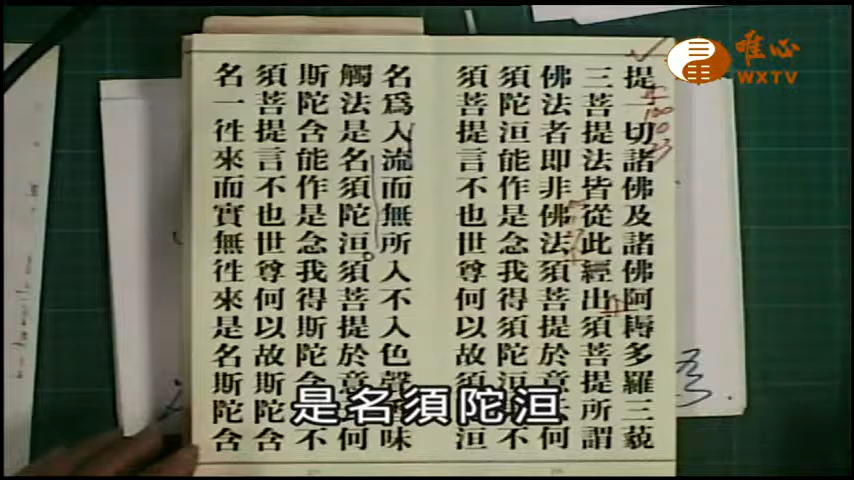 唯心
WXTV
提一切諸佛及諸佛阿耨多羅三藐
三菩提法皆從此經出須菩提所謂
佛法者即非佛法須菩提於意 何
須陀洹能作是念我得須陀洹 不
須菩提言不也世尊何以故須 洹
名為入流而無所入不入色聲 味
觸法是名須陀洹須菩提於意 何
斯陀含能作是念我得斯陀含 不
須菩提言不也世尊何以故斯陀含
名一徃來而實無徃來是名斯陀含
是名須陀洹